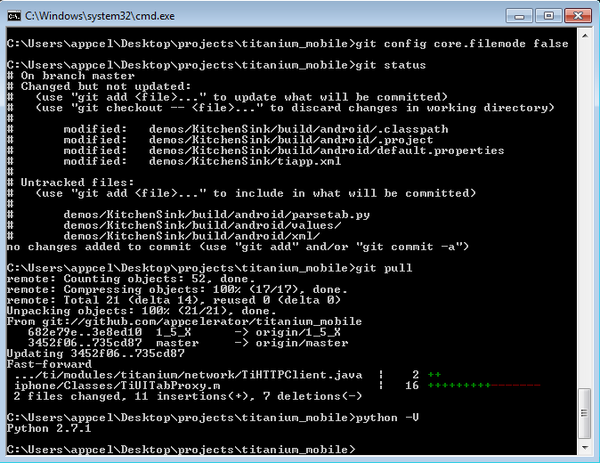 C:\Windows\system32\cmd.exe
C:\Users\appcel\Desktop\projects\titanium_mobile>git config core.filemode false
C:\Users\appcel\Desktop\projects\titanium_mobile>git status
# On branch master
# Changed but not updated:
#   (use "git add <file>..." to update what will be committed)
#   (use "git checkout -- <file>..." to discard changes in working directory)
#
#       modified:   demos/KitchenSink/build/android/.classpath
#       modified:   demos/KitchenSink/build/android/.project
#       modified:   demos/KitchenSink/build/android/default.properties
#       modified:   demos/KitchenSink/tiapp.xml
#
# Untracked files:
#   (use "git add <file>..." to include in what will be committed)
#
#       demos/KitchenSink/build/android/parsetab.py
#       demos/KitchenSink/build/android/values/
#       demos/KitchenSink/build/android/xml/
no changes added to commit (use "git add" and/or "git commit -a")
C:\Users\appcel\Desktop\projects\titanium_mobile>git pull
remote: Counting objects: 52, done.
remote: Compressing objects: 100% (17/17), done.
remote: Total 21 (delta 14), reused 0 (delta 0)
Unpacking objects: 100% (21/21), done.
From git://github.com/appcelerator/titanium_mobile
   682e79e..3e8ed10  1_5_X      -> origin/1_5_X
   3452f06..735cd87  master     -> origin/master
Updating 3452f06..735cd87
Fast-forward
 .../ti/modules/titanium/network/TiHTTPClient.java  |    2 ++
 iphone/Classes/TiUITabProxy.m                      |   16 +++++++++-------
 2 files changed, 11 insertions(+), 7 deletions(-)
C:\Users\appcel\Desktop\projects\titanium_mobile>python -V
Python 2.7.1
C:\Users\appcel\Desktop\projects\titanium_mobile>